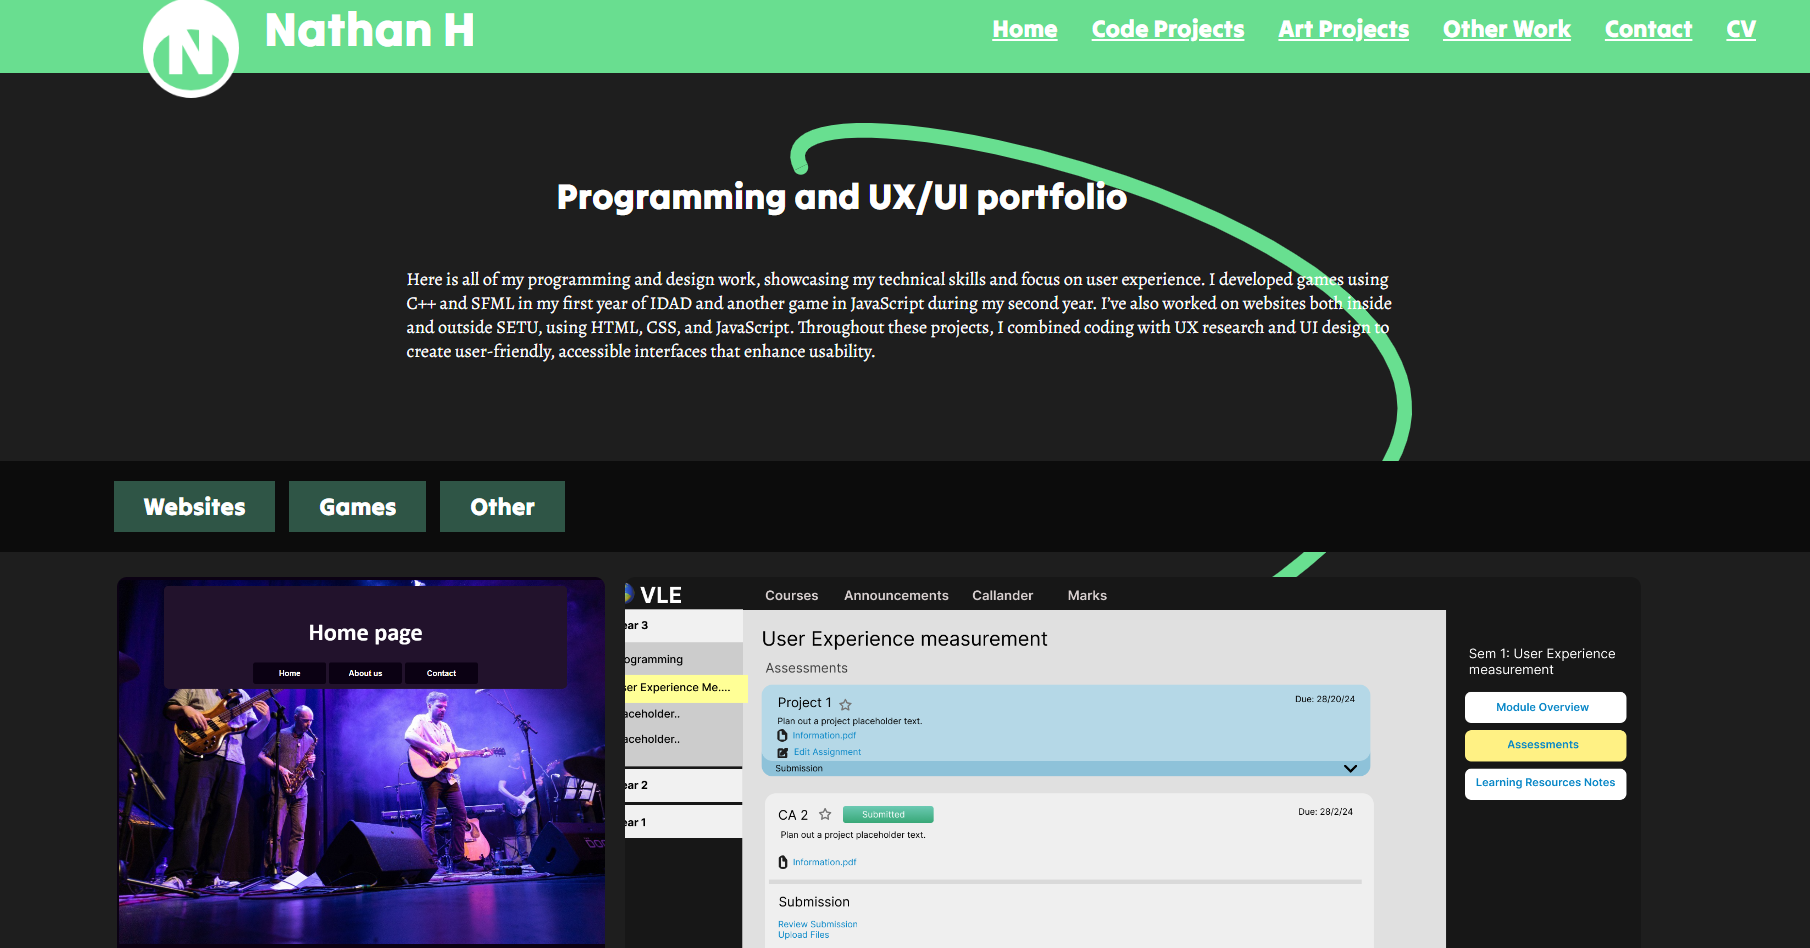 N
Nathan H
Home Code Projects Art Projects Other Work Contact CV
Programming and UX/UI portfolio
Here is all of my programming and design work, showcasing my technical skills and focus on user experience. I developed games using
C++ and SFML in my first year of IDAD and another game in JavaScript during my second year. I've also worked on websites both inside
and outside SETU, using HTML, CSS, and JavaScript. Throughout these projects, I combined coding with UX research and UI design to
create user-friendly, accessible interfaces that enhance usability.
Websites Games Other
Home page
Home About us Contact
VLE
Courses Announcements Callander Marks
ear 3
ogramming
ser Experience Me....
aceholder..
aceholder..
ear 2
ear 1
User Experience measurement
Assessments
Project 1
Due: 28/20/24
Plan out a project placeholder text.
Information.pdf
Edit Assignment
Submission
CA 2
Submitted
Due: 28/2/24
Plan out a project placeholder text.
Information.pdf
Submission
Review Submission
Upload Files
Sem 1: User Experience
measurement
Module Overview
Assessments
Learning Resources Notes